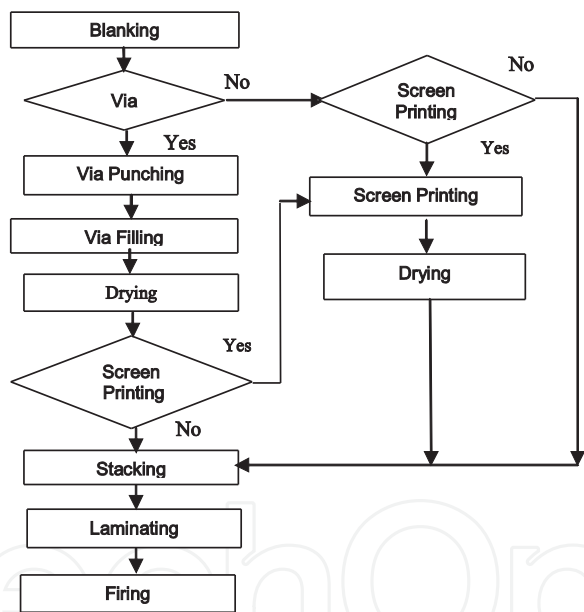 Blanking
Via
No
Yes
Screen
Printing
No
Yes
Via Punching
Screen Printing
Via Filling
Drying
Drying
Yes
Screen
Printing
No
Stacking
Laminating
Firing